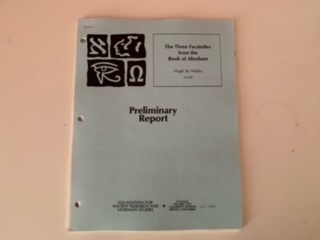 The Three Facsimiles
from the
Book of Abraham
Hugh W. Nibley
Preliminary
Report
FOUNDATION FOR
ANCIENT RESEARCH AND
MORMON STUDIES